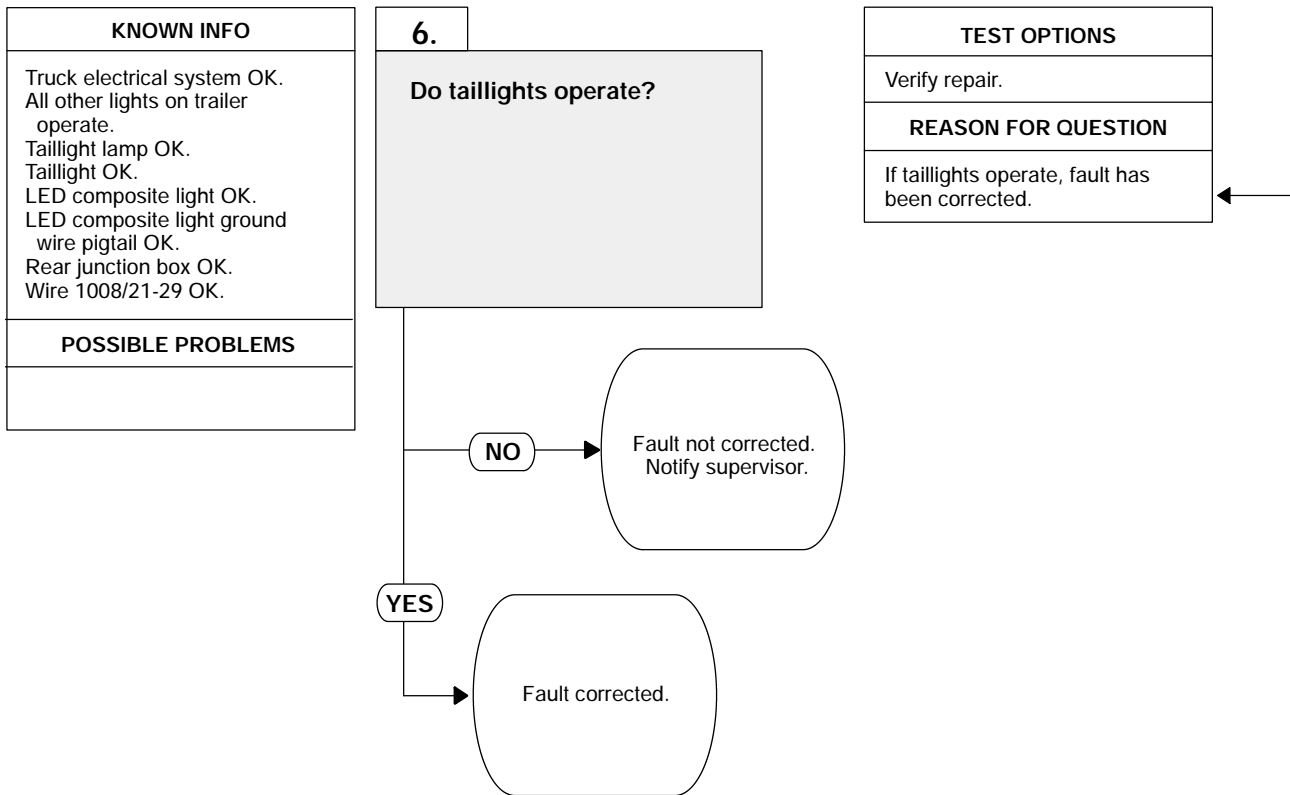 KNOWN INFO
Truck electrical system OK.
All other lights on trailer
operate.
Taillight lamp OK.
Taillight OK.
LED composite light OK.
LED composite light ground
wire pigtail OK.
Rear junction box OK.
Wire 1008/21-29 OK.
POSSIBLE PROBLEMS
6.
Do taillights operate?
TEST OPTIONS
Verify repair.
REASON FOR QUESTION
If taillights operate, fault has
been corrected.
NO
Fault not corrected.
Notify supervisor.
YES
Fault corrected.